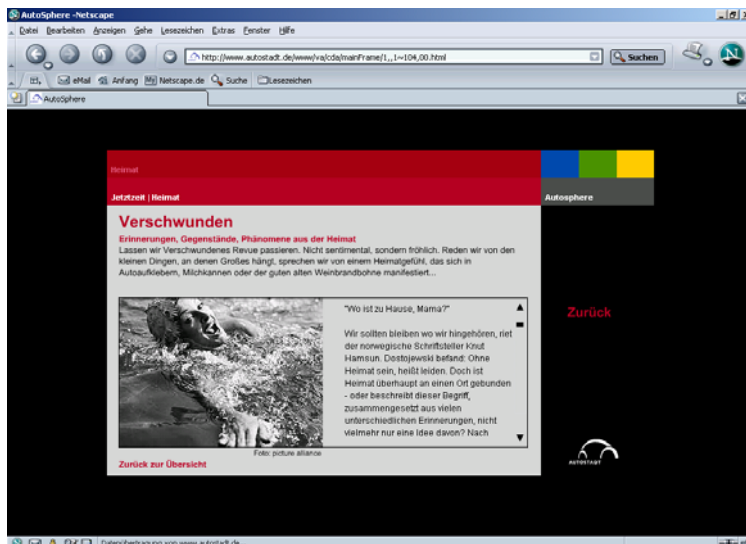 AutoSphere -Netscape
Datei Bearbeiten Anzeigen Gehe Lesezeichen Extras Fenster Hilfe
http://www.autostadt.de/www/va/cda/mainFrame/1,,1~104,00.html Suchen
eMail Anfang Netscape.de Suche Lesezeichen
AutoSphere
Heimat
Jetztzeit | Heimat Autosphere
Verschwunden
Erinnerungen, Gegenstände, Phänomene aus der Heimat
Lassen wir Verschwundenes Revue passieren. Nicht sentimental, sondern fröhlich. Reden wir von den
kleinen Dingen, an denen Großes hängt, sprechen wir von einem Heimatgefühl, das sich in
Autoaufklebern, Milchkannen oder der guten alten Weinbrandbohne manifestiert...
"Wo ist zu Hause, Mama?"
Wir sollten bleiben wo wir hingehören, riet
der norwegische Schriftsteller Knut
Hamsun. Dostojewski befand: Ohne
Heimat sein, heißt leiden. Doch ist
Heimat überhaupt an einen Ort gebunden
- oder beschreibt dieser Begriff,
zusammengesetzt aus vielen
unterschiedlichen Erinnerungen, nicht
vielmehr nur eine Idee davon? Nach
Zurück
Foto: picture alliance
Zurück zur Übersicht
AUTOSTADT
Datenübertragung von www.autostadt.de